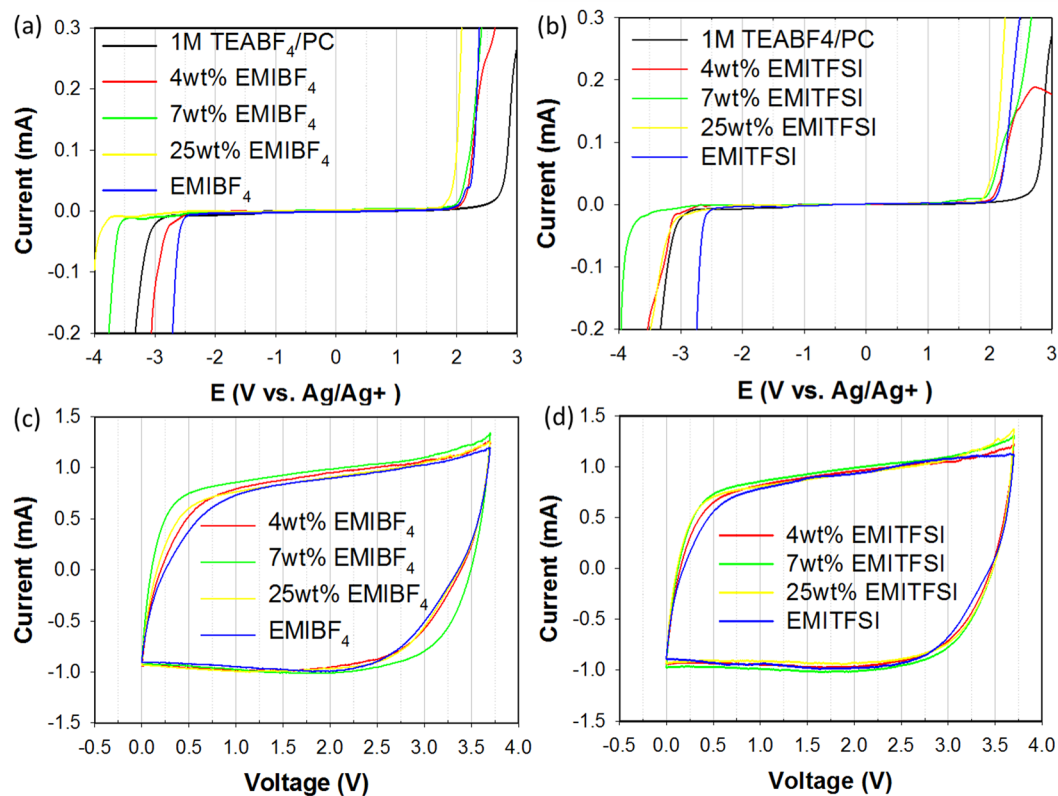 (a)
0.3
0.2
0.1
0.0
-0.1
-0.2
Current (mA)
1M TEABF₄/PC
4wt% EMIBF₄
7wt% EMIBF₄
25wt% EMIBF₄
EMIBF₄
-4 -3 -2 -1 0 1 2 3
E (V vs. Ag/Ag+ )
(b)
0.3
0.2
0.1
0.0
-0.1
-0.2
Current (mA)
1M TEABF4/PC
4wt% EMITFSI
7wt% EMITFSI
25wt% EMITFSI
EMITFSI
-4 -3 -2 -1 0 1 2 3
E (V vs. Ag/Ag+ )
(c)
1.5
1.0
0.5
0.0
-0.5
-1.0
-1.5
Current (mA)
4wt% EMIBF₄
7wt% EMIBF₄
25wt% EMIBF₄
EMIBF₄
-0.5 0.0 0.5 1.0 1.5 2.0 2.5 3.0 3.5 4.0
Voltage (V)
(d)
1.5
1.0
0.5
0.0
-0.5
-1.0
-1.5
Current (mA)
4wt% EMITFSI
7wt% EMITFSI
25wt% EMITFSI
EMITFSI
-0.5 0.0 0.5 1.0 1.5 2.0 2.5 3.0 3.5 4.0
Voltage (V)